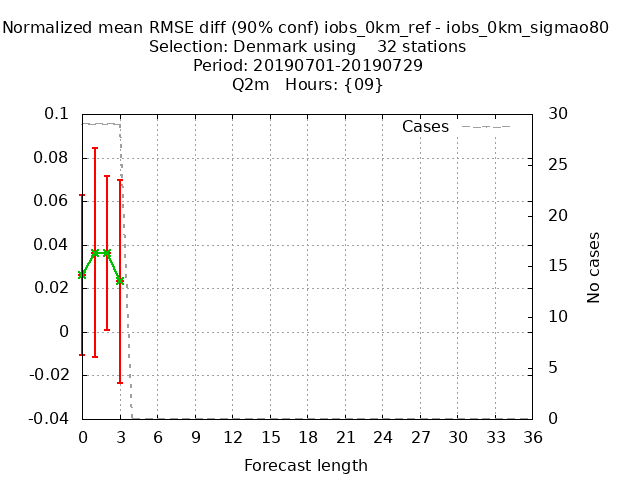 Normalized mean RMSE diff (90% conf) iobs_0km_ref - iobs_0km_sigmao80
Selection: Denmark using    32 stations
Period: 20190701-20190729
Q2m   Hours: {09}
Cases
0.1
0.08
0.06
0.04
0.02
0
-0.02
-0.04
30
25
20
15
10
5
0
No cases
0 3 6 9 12 15 18 21 24 27 30 33 36
Forecast length